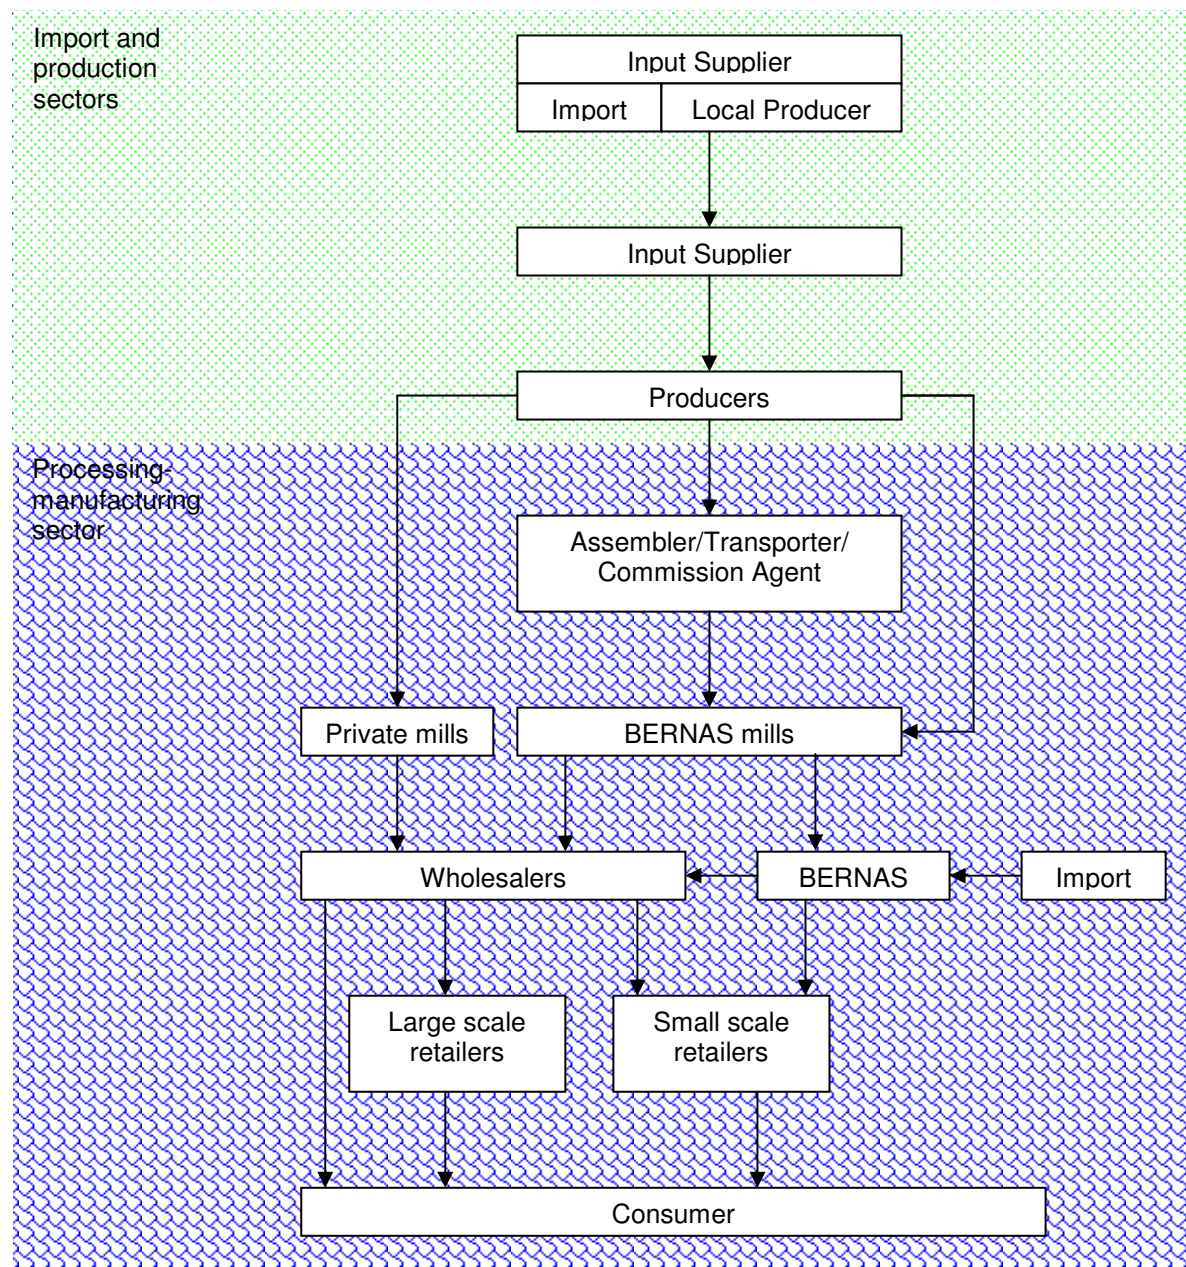 Import and
production
sectors
Input Supplier
Import
Local Producer
Input Supplier
Producers
Processing-
manufacturing
sector
Assembler/Transporter/
Commission Agent
Private mills
BERNAS mills
Wholesalers
BERNAS
Import
Large scale
retailers
Small scale
retailers
Consumer